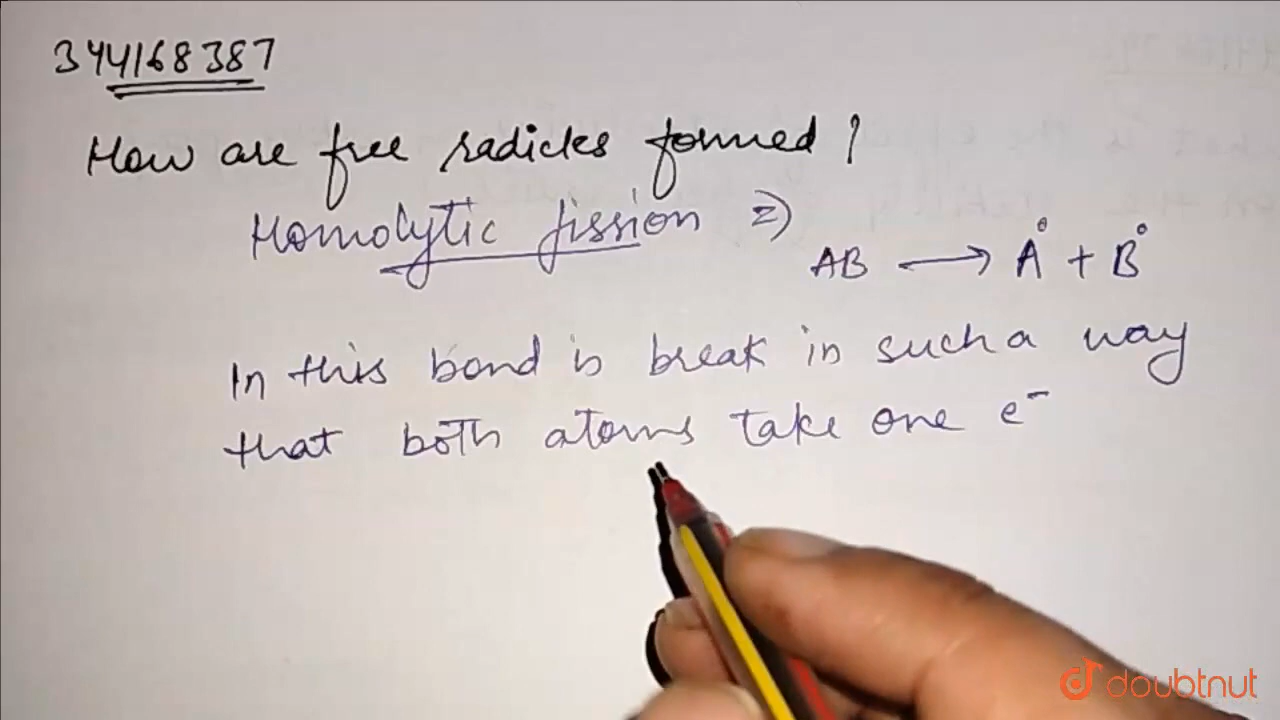 344168387
How are free radicles formed ?
Homolytic fission ⇒
AB → A° + B°
In this bond is break in such a way
that both atoms take one e⁻
doubtnut